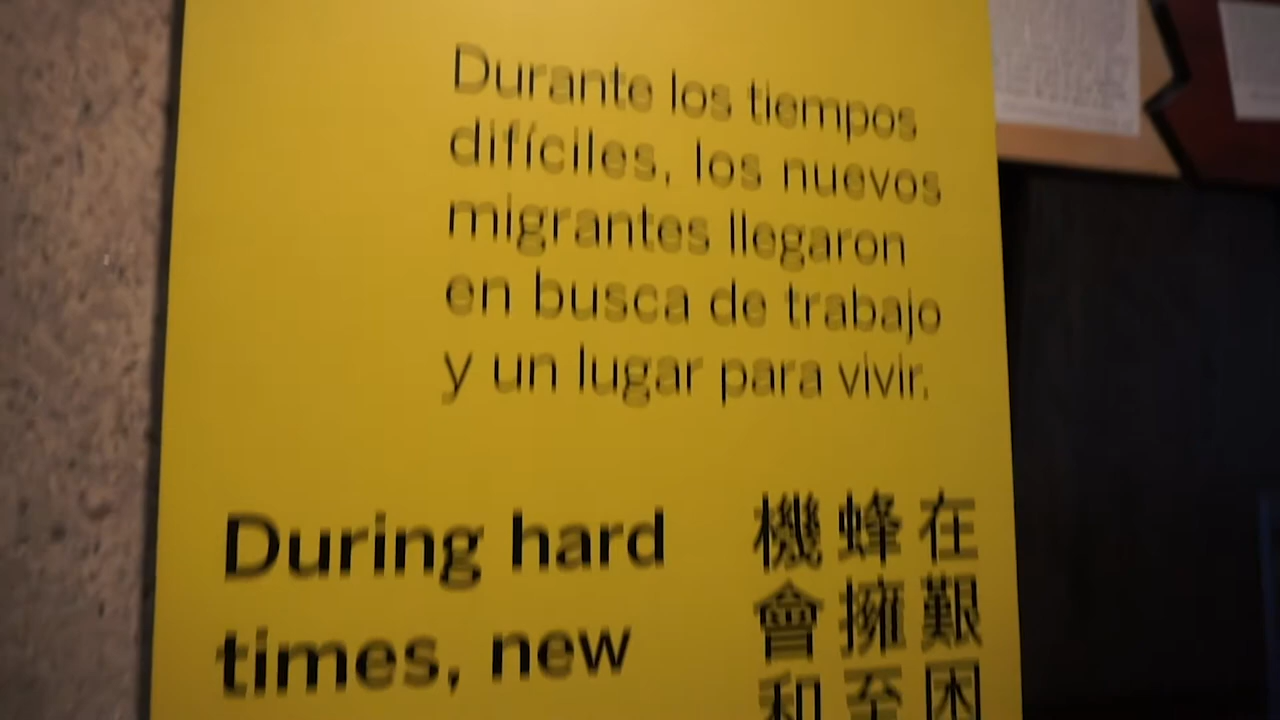 Durante los tiempos
difíciles, los nuevos
migrantes llegaron
en busca de trabajo
y un lugar para vivir.
During hard
times, new
在艱困
蜂擁至
機會和